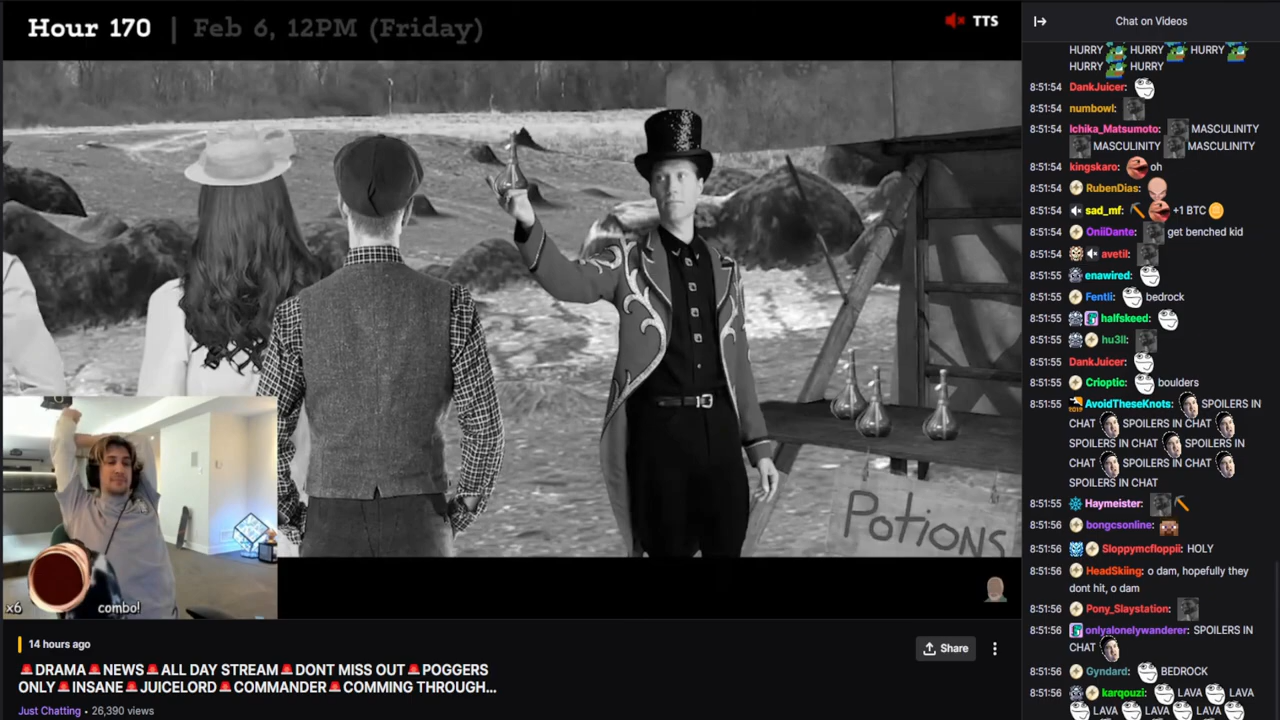 Hour 170 | Feb 6, 12PM (Friday)
TTS
Potions
x6 combo!
14 hours ago
Share
DRAMA NEWS ALL DAY STREAM DONT MISS OUT POGGERS
ONLY INSANE JUICELORD COMMANDER COMMING THROUGH...
Just Chatting • 26,390 views
Chat on Videos
HURRY HURRY HURRY
HURRY HURRY
8:51:54 DankJuicer:
8:51:54 numbowl:
8:51:54 Ichika_Matsumoto: MASCULINITY
MASCULINITY MASCULINITY
8:51:54 kingskaro: oh
8:51:54 RubenDias:
8:51:54 sad_mf: +1 BTC
8:51:54 OniiDante: get benched kid
8:51:54 avetil:
8:51:55 enawired:
8:51:55 Fentli: bedrock
8:51:55 halfskeed:
8:51:55 hu3ll:
8:51:55 DankJuicer:
8:51:55 Crioptic: boulders
8:51:55 AvoidTheseKnots: SPOILERS IN
CHAT SPOILERS IN CHAT
SPOILERS IN CHAT SPOILERS IN
CHAT SPOILERS IN CHAT
SPOILERS IN CHAT
8:51:55 Haymeister:
8:51:56 bongcsonline:
8:51:56 Sloppymcfloppii: HOLY
8:51:56 HeadSkiing: o dam, hopefully they
dont hit, o dam
8:51:56 Pony_Slaystation:
8:51:56 onlyalonelywanderer: SPOILERS IN
CHAT
8:51:56 Gyndard: BEDROCK
8:51:56 karqouzi: LAVA LAVA
LAVA LAVA LAVA